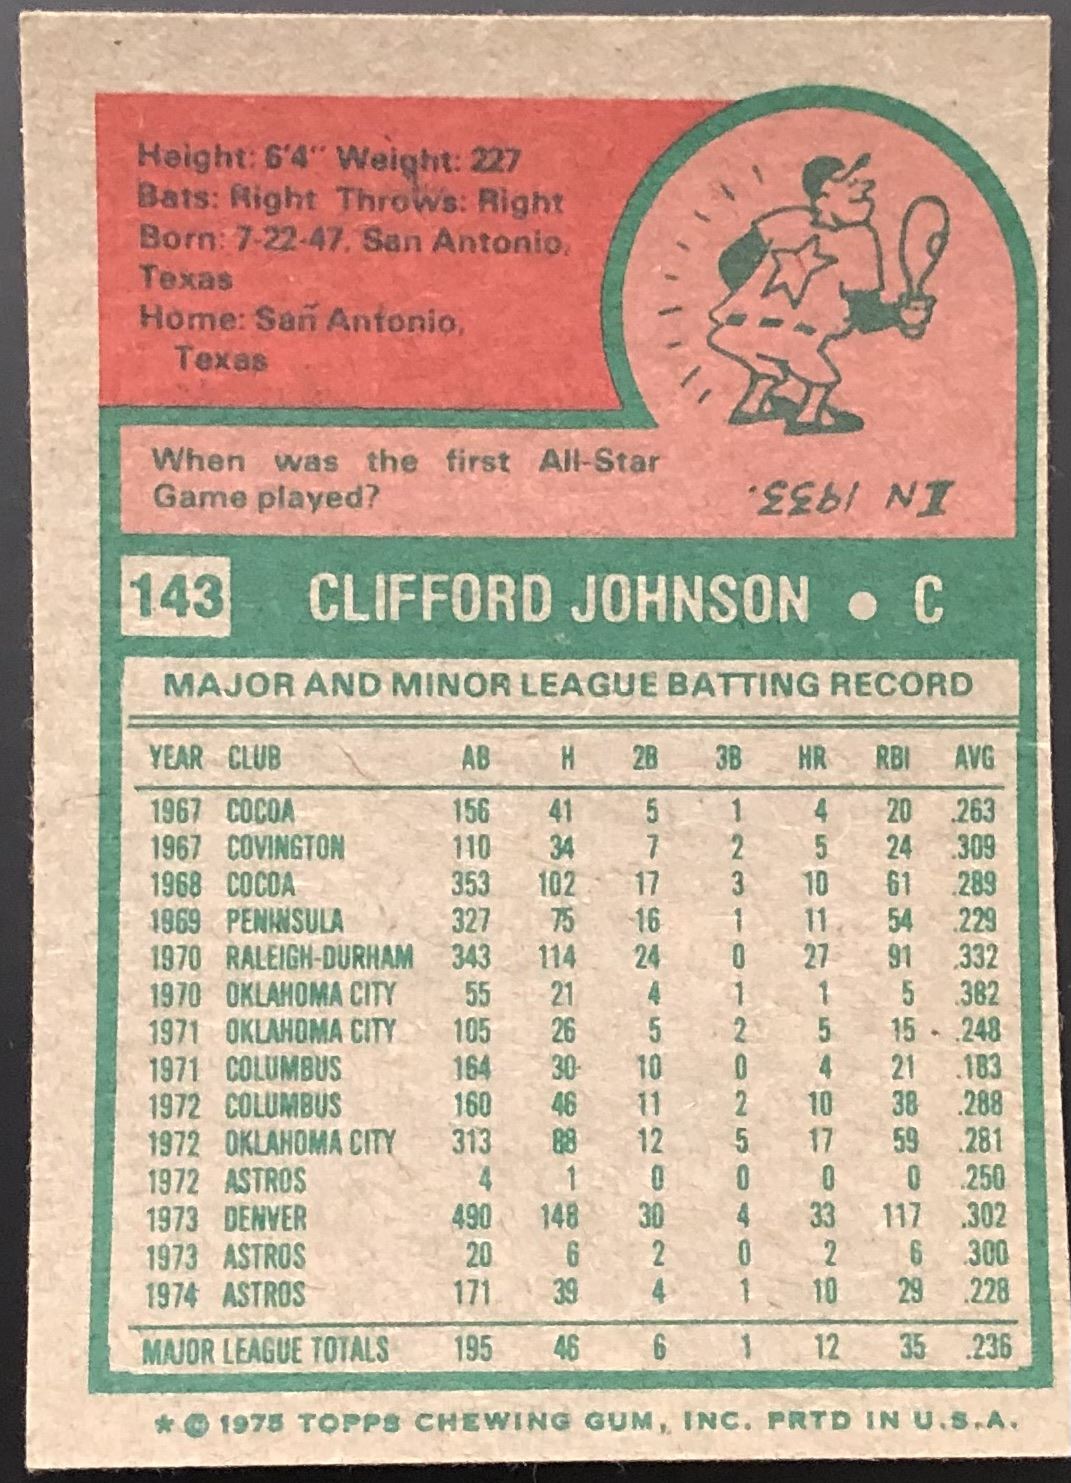 Height: 6'4" Weight: 227
Bats: Right Throws: Right
Born: 7-22-47, San Antonio,
Texas
Home: San Antonio,
Texas
When was the first All-Star
Game played?
IN 1933.
143 CLIFFORD JOHNSON • C
MAJOR AND MINOR LEAGUE BATTING RECORD
YEAR CLUB AB H 2B 3B HR RBI AVG
1967 COCOA 156 41 5 1 4 20 .263
1967 COVINGTON 110 34 7 2 5 24 .309
1968 COCOA 353 102 17 3 10 61 .289
1969 PENINSULA 327 75 16 1 11 54 .229
1970 RALEIGH-DURHAM 343 114 24 0 27 91 .332
1970 OKLAHOMA CITY 55 21 4 1 1 5 .382
1971 OKLAHOMA CITY 105 26 5 2 5 15 .248
1971 COLUMBUS 164 30 10 0 4 21 .183
1972 COLUMBUS 160 46 11 2 10 38 .288
1972 OKLAHOMA CITY 313 88 12 5 17 59 .281
1972 ASTROS 4 1 0 0 0 0 .250
1973 DENVER 490 148 30 4 33 117 .302
1973 ASTROS 20 6 2 0 2 6 .300
1974 ASTROS 171 39 4 1 10 29 .228
MAJOR LEAGUE TOTALS 195 46 6 1 12 35 .236
★ © 1975 TOPPS CHEWING GUM, INC. PRTD IN U.S.A.